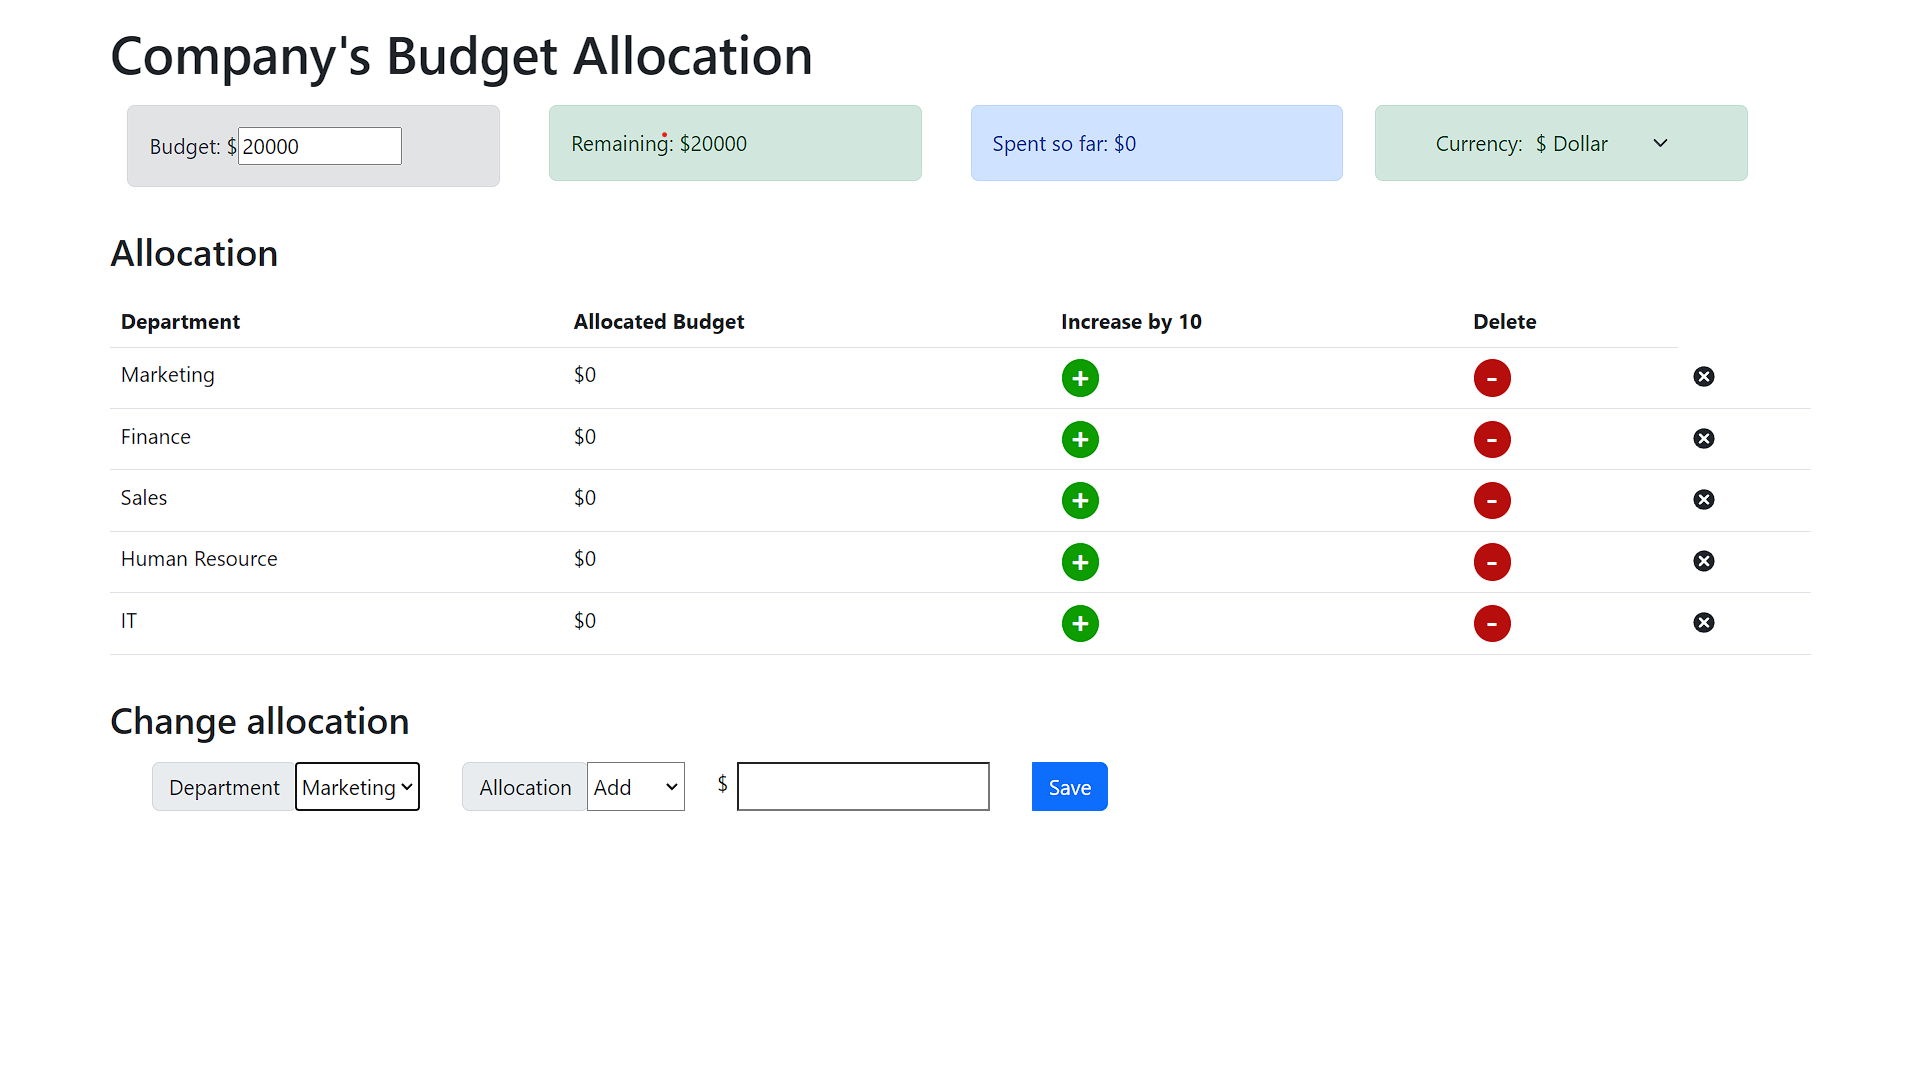 Company's Budget Allocation
Budget: $ 20000
Remaining: $20000
Spent so far: $0
Currency: $ Dollar
Allocation
Department Allocated Budget Increase by 10 Delete
Marketing $0 + -
Finance $0 + -
Sales $0 + -
Human Resource $0 + -
IT $0 + -
Change allocation
Department Marketing Allocation Add $ Save